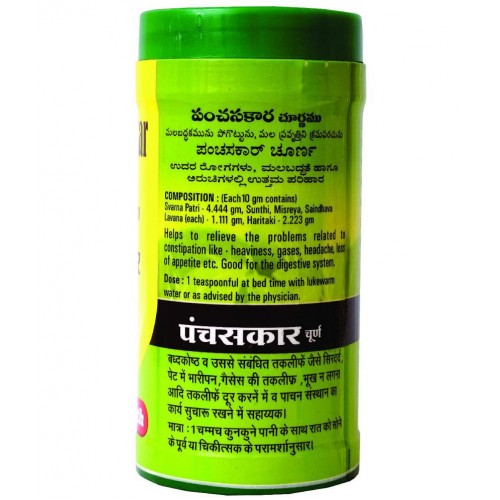 ar
పంచసకార చూర్ణము
మలబద్ధకమును పోగొట్టును, మల ప్రవృత్తిని క్రమపరచును
ಪಂಚಸಕಾರ್ ಚೂರ್ಣ
ಉದರ ರೋಗಗಳು, ಮಲಬದ್ಧತೆ ಹಾಗೂ
ಅರುಚಿಗಳಲ್ಲಿ ಉತ್ತಮ ಪರಿಹಾರ
COMPOSITION : (Each10 gm contains)
Svarna Patri - 4.444 gm, Sunthi, Misreya, Saindhava
Lavana (each) - 1.111 gm, Haritaki - 2.223 gm
Helps to relieve the problems related to
constipation like - heaviness, gases, headache, loss
of appetite etc. Good for the digestive system.
Dose : 1 teaspoonful at bed time with lukewarm
water or as advised by the physician.
पंचसकार चूर्ण
बध्दकोष्ठ व उससे संबंधित तकलीफें जैसे सिरदर्द,
पेट में भारीपन, गैसेस की तकलीफ, भूख न लगना
आदि तकलीफें दूर करनें में व पाचन संस्थान का
कार्य सुचारू रखने में सहाय्यक।
मात्रा : 1 चम्मच कुनकुने पानी के साथ रात को सोने
के पूर्व या चिकीत्सक के परामर्शानुसार।